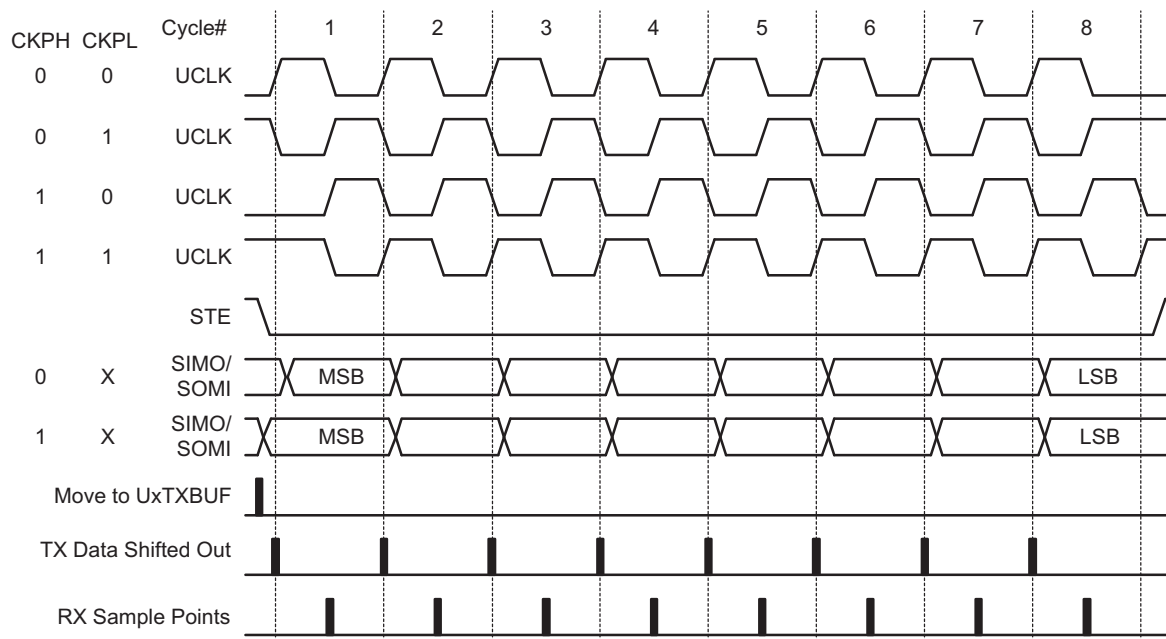 CKPH CKPL Cycle# 1 2 3 4 5 6 7 8
0 0 UCLK
0 1 UCLK
1 0 UCLK
1 1 UCLK
STE
0 X SIMO/
SOMI MSB LSB
1 X SIMO/
SOMI MSB LSB
Move to UxTXBUF
TX Data Shifted Out
RX Sample Points